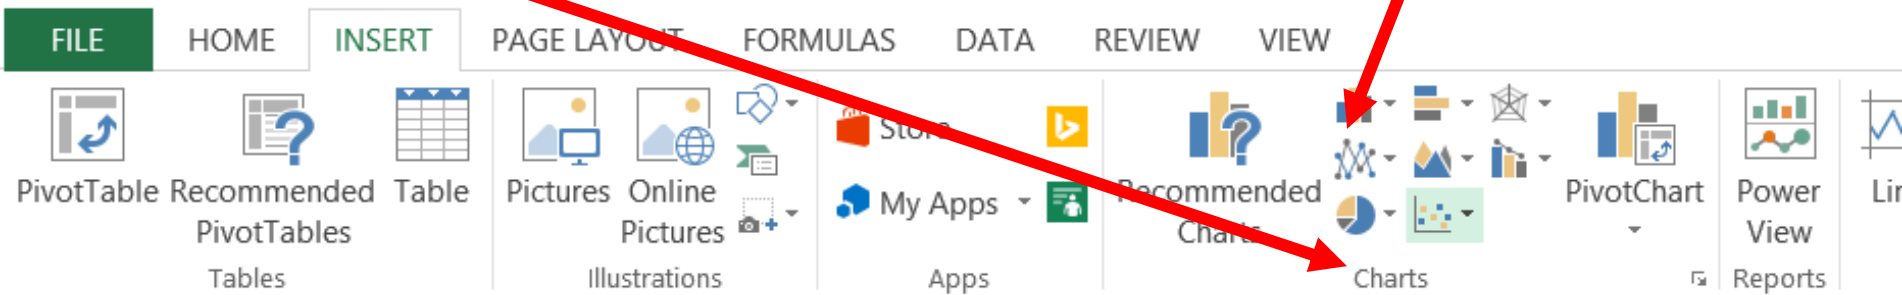 FILE HOME INSERT PAGE LAYOUT FORMULAS DATA REVIEW VIEW
PivotTable
Recommended
PivotTables
Table
Tables
Pictures
Online
Pictures
Illustrations
Store
My Apps
Apps
Recommended
Charts
PivotChart
Charts
Power
View
Reports